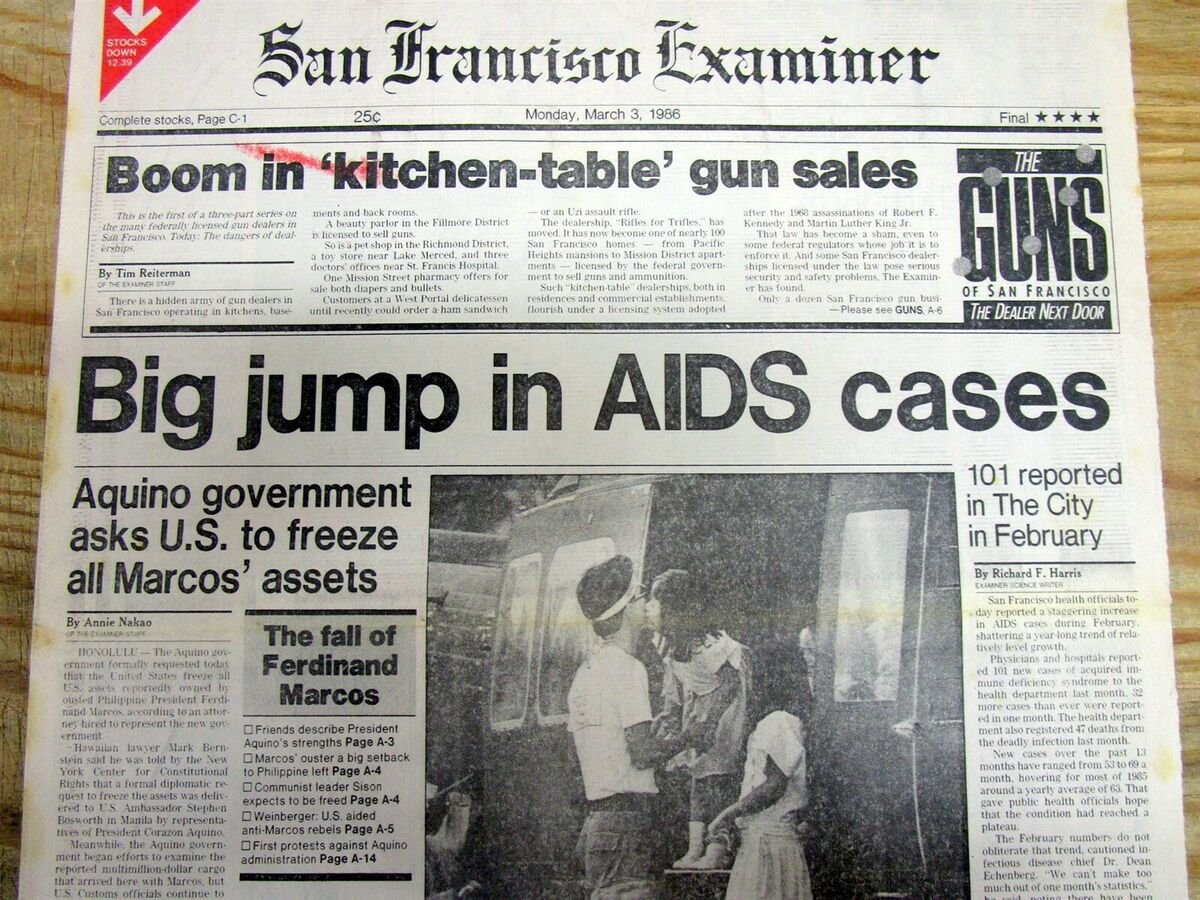 STOCKS
DOWN
12.39
San Francisco Examiner
Complete stocks, Page C-1
25¢
Monday, March 3, 1986
Final ★★★★
Boom in 'kitchen-table' gun sales
This is the first of a three-part series on
the many federally licensed gun dealers in
San Francisco. Today: The dangers of deal-
erships.
By Tim Reiterman
OF THE EXAMINER STAFF
There is a hidden army of gun dealers in
San Francisco operating in kitchens, base-
ments and back rooms.
A beauty parlor in the Fillmore District
is licensed to sell guns.
So is a pet shop in the Richmond District,
a toy store near Lake Merced, and three
doctors' offices near St. Francis Hospital.
One Mission Street pharmacy offers for
sale both diapers and bullets.
Customers at a West Portal delicatessen
until recently could order a ham sandwich
— or an Uzi assault rifle.
The dealership, "Rifles for Trifles," has
moved. It has now become one of nearly 100
San Francisco homes — from Pacific
Heights mansions to Mission District apart-
ments — licensed by the federal govern-
ment to sell guns and ammunition.
Such "kitchen-table" dealerships, both in
residences and commercial establishments,
flourish under a licensing system adopted
after the 1968 assassinations of Robert F.
Kennedy and Martin Luther King Jr.
That law has become a sham, even to
some federal regulators whose job it is to
enforce it. And some San Francisco dealer-
ships licensed under the law pose serious
security and safety problems, The Examin-
er has found.
Only a dozen San Francisco gun busi-
—Please see GUNS, A-6
THE
GUNS
OF SAN FRANCISCO
THE DEALER NEXT DOOR
Big jump in AIDS cases
Aquino government
asks U.S. to freeze
all Marcos' assets
By Annie Nakao
OF THE EXAMINER STAFF
HONOLULU — The Aquino gov-
ernment formally requested today
that the United States freeze all
U.S. assets reportedly owned by
ousted Philippine President Ferdi-
nand Marcos, according to an attor-
ney hired to represent the new gov-
ernment.
Hawaiian lawyer Mark Bern-
stein said he was told by the New
York Center for Constitutional
Rights that a formal diplomatic re-
quest to freeze the assets was deliv-
ered to U.S. Ambassador Stephen
Bosworth in Manila by representa-
tives of President Corazon Aquino.
Meanwhile, the Aquino govern-
ment began efforts to examine the
reported multimillion-dollar cargo
that arrived here with Marcos, but
U.S. Customs officials continue to
The fall of
Ferdinand
Marcos
☐ Friends describe President
Aquino's strengths Page A-3
☐ Marcos' ouster a big setback
to Philippine left Page A-4
☐ Communist leader Sison
expects to be freed Page A-4
☐ Weinberger: U.S. aided
anti-Marcos rebels Page A-5
☐ First protests against Aquino
administration Page A-14
101 reported
in The City
in February
By Richard F. Harris
EXAMINER SCIENCE WRITER
San Francisco health officials to-
day reported a staggering increase
in AIDS cases during February,
shattering a year-long trend of rela-
tively level growth.
Physicians and hospitals report-
ed 101 new cases of acquired im-
mune deficiency syndrome to the
health department last month, 32
more cases than ever were report-
ed in one month. The health depart-
ment also registered 47 deaths from
the deadly infection last month.
New cases over the past 13
months have ranged from 53 to 69 a
month, hovering for most of 1985
around a yearly average of 63. That
gave public health officials hope
that the condition had reached a
plateau.
The February numbers do not
obliterate that trend, cautioned in-
fectious disease chief Dr. Dean
Echenberg. "We can't make too
much out of one month's statistics,"
he said, noting there have been